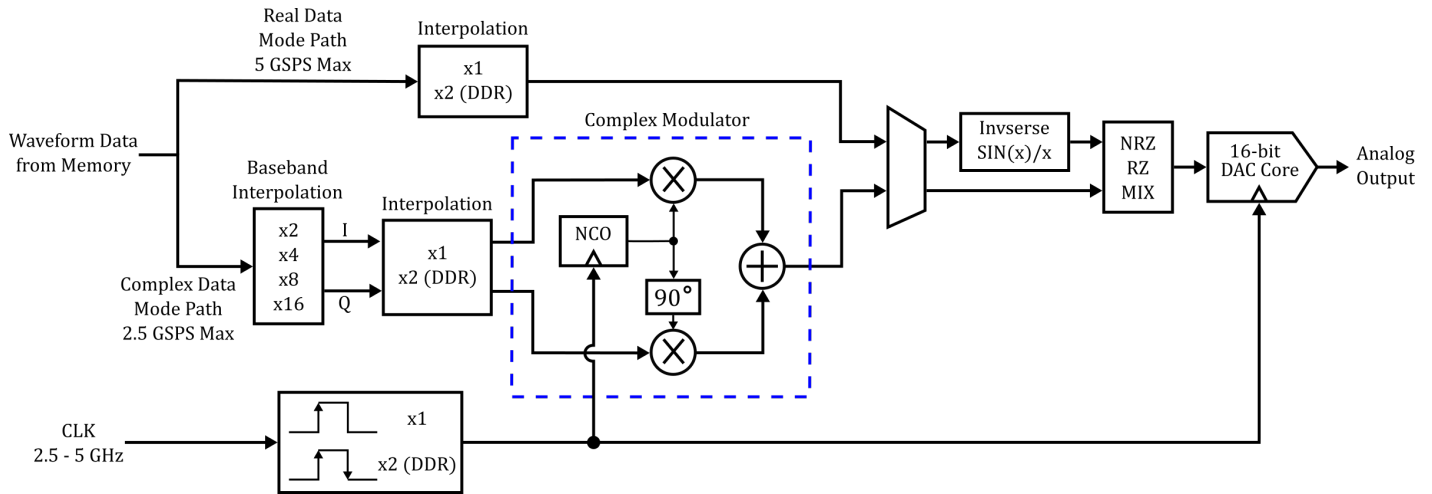 Real Data
Mode Path
5 GSPS Max
Interpolation
x1
x2 (DDR)
Waveform Data
from Memory
Baseband
Interpolation
x2
x4
x8
x16
I
Q
Complex Data
Mode Path
2.5 GSPS Max
Interpolation
x1
x2 (DDR)
Complex Modulator
NCO
90°
Invserse
SIN(x)/x
NRZ
RZ
MIX
16-bit
DAC Core
Analog
Output
CLK
2.5 - 5 GHz
x1
x2 (DDR)